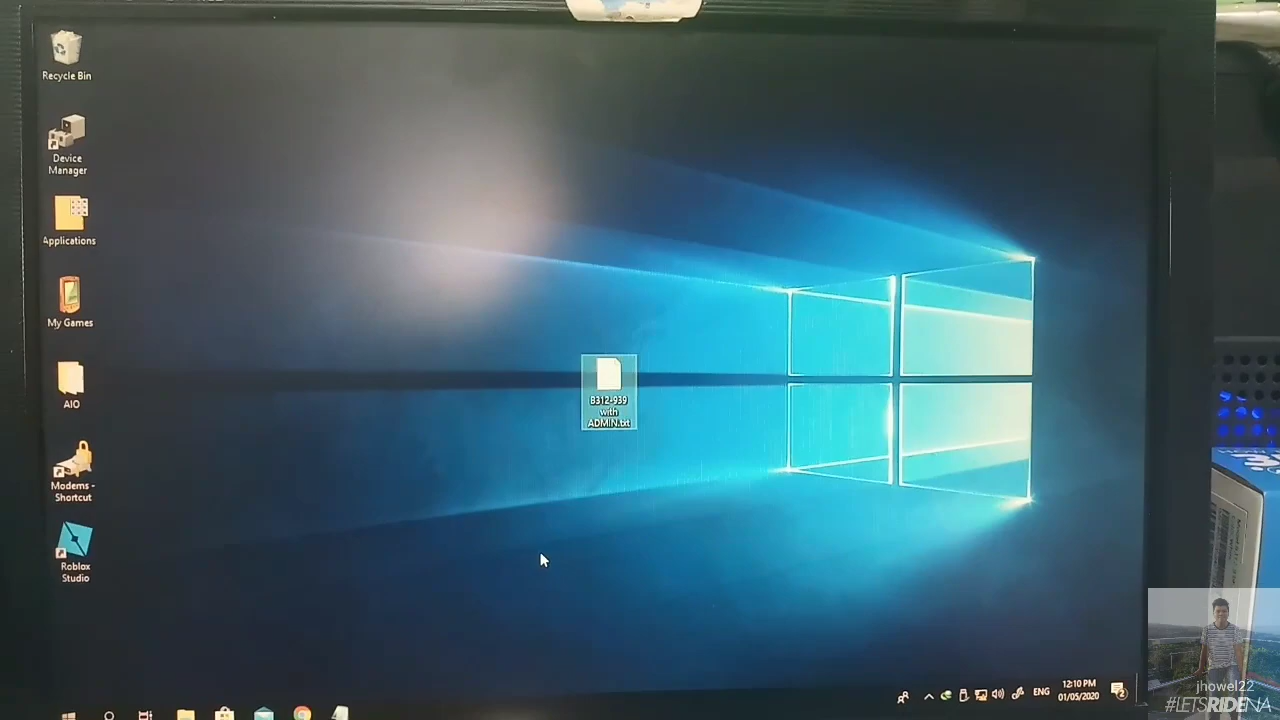 Recycle Bin
Device
Manager
Applications
My Games
AIO
Modems -
Shortcut
Roblox
Studio
B312-939
with
ADMIN.txt
ENG
12:10 PM
01/05/2020
2
jhowel22
#LETSRIDENA